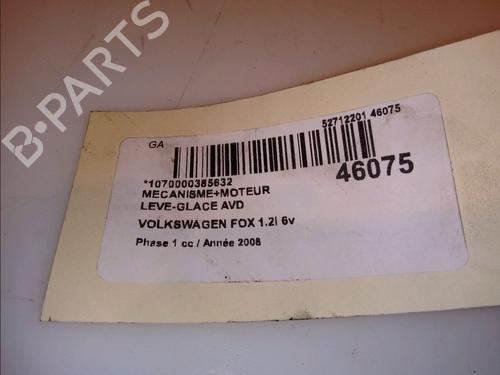 B-PARTS
GA
52712201 46075
46075
*1070000385632
MECANISME+MOTEUR
LEVE-GLACE AVD
VOLKSWAGEN FOX 1.2i 6v
Phase 1 cc / Année 2008